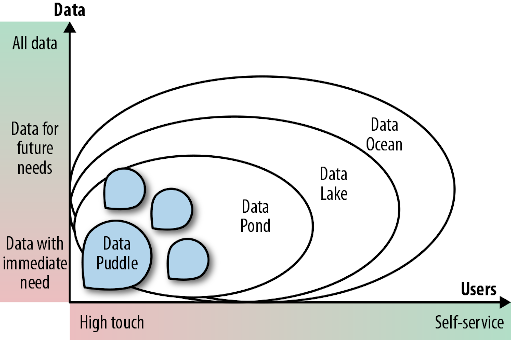 Data
All data
Data for
future
needs
Data with
immediate
need
Data
Ocean
Data
Lake
Data
Pond
Data
Puddle
Users
High touch
Self-service